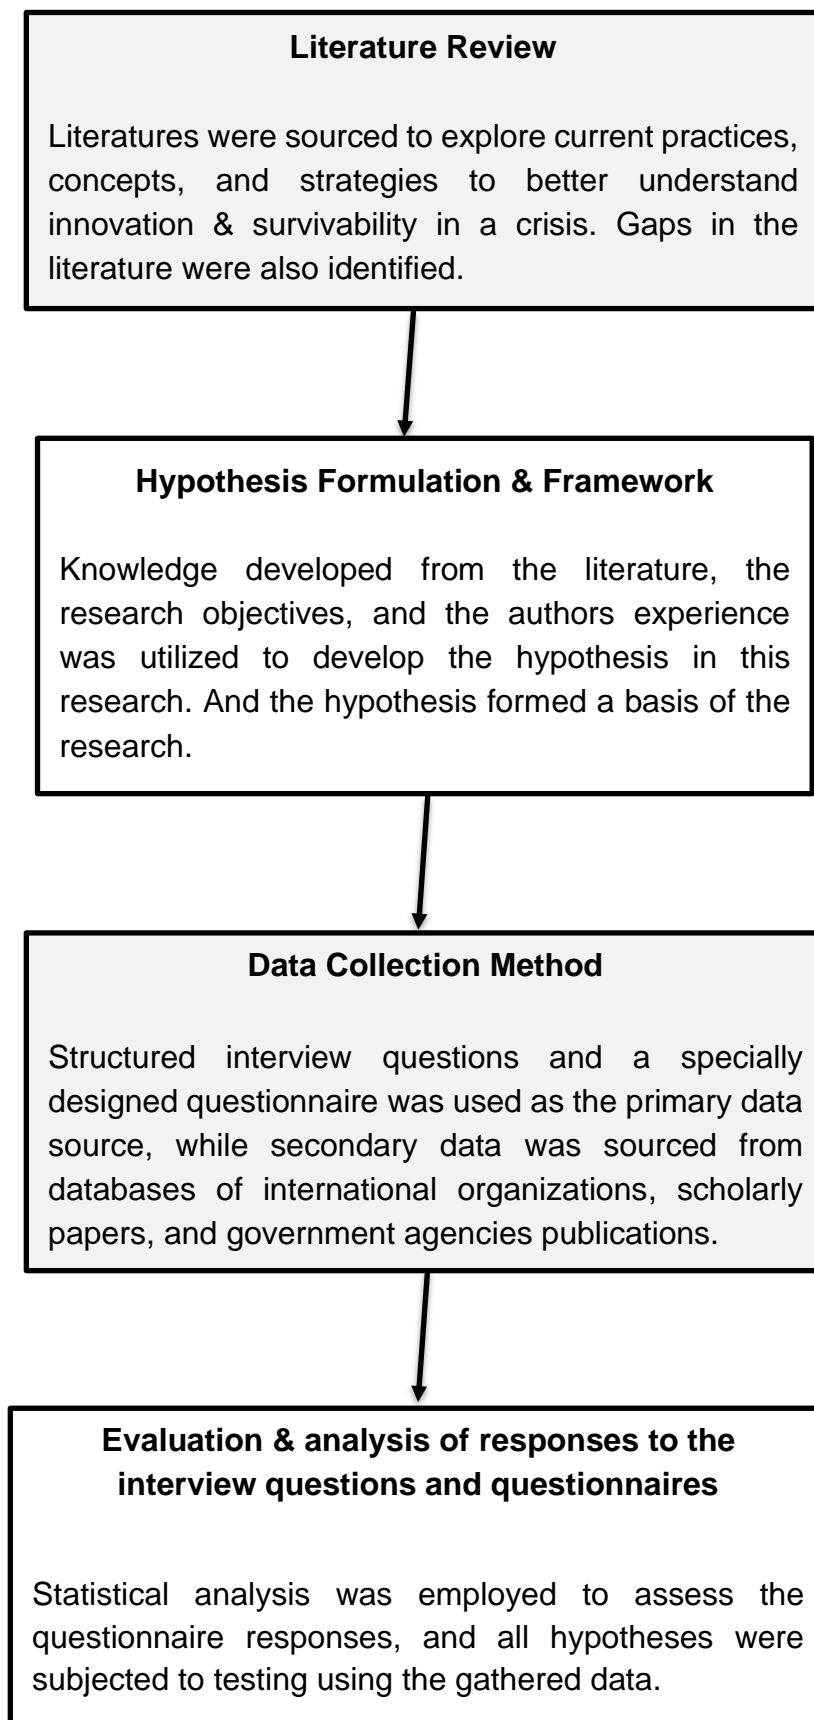 Literature Review
Literatures were sourced to explore current practices,
concepts, and strategies to better understand
innovation & survivability in a crisis. Gaps in the
literature were also identified.
Hypothesis Formulation & Framework
Knowledge developed from the literature, the
research objectives, and the authors experience
was utilized to develop the hypothesis in this
research. And the hypothesis formed a basis of the
research.
Data Collection Method
Structured interview questions and a specially
designed questionnaire was used as the primary data
source, while secondary data was sourced from
databases of international organizations, scholarly
papers, and government agencies publications.
Evaluation & analysis of responses to the
interview questions and questionnaires
Statistical analysis was employed to assess the
questionnaire responses, and all hypotheses were
subjected to testing using the gathered data.